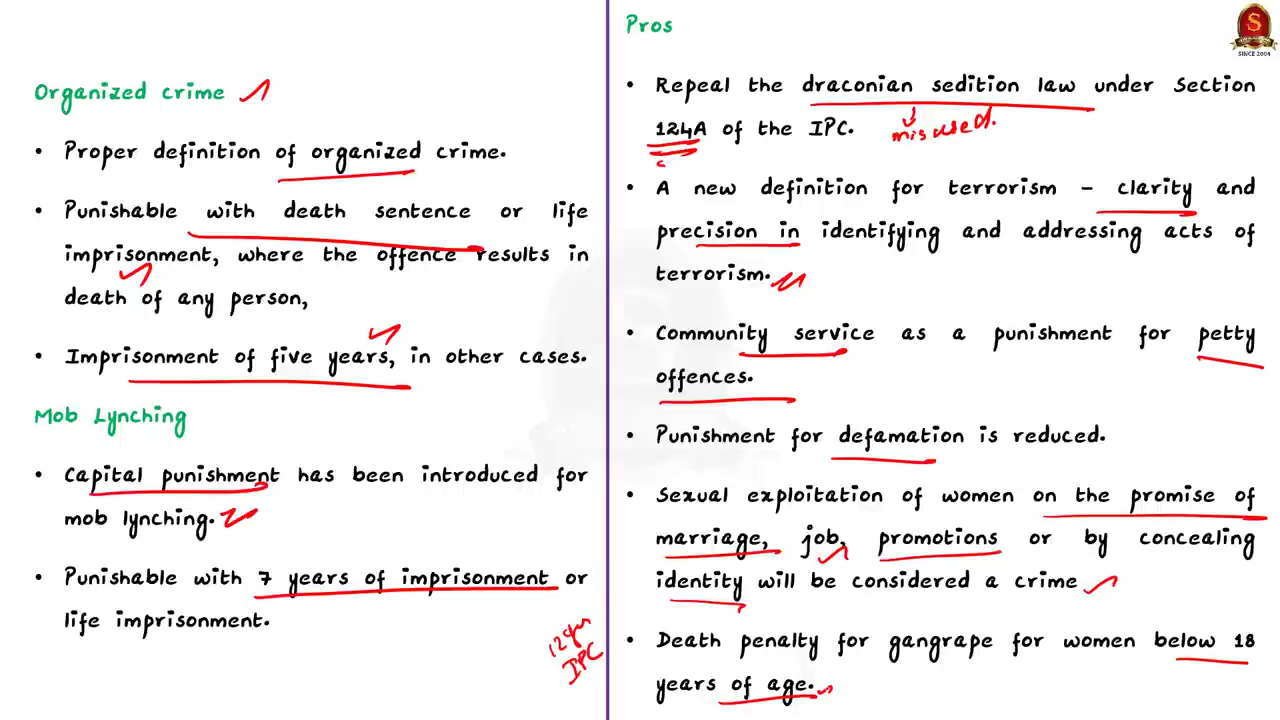 Organized crime
• Proper definition of organized crime.
• Punishable with death sentence or life
imprisonment, where the offence results in
death of any person,
• Imprisonment of five years, in other cases.
Mob Lynching
• Capital punishment has been introduced for
mob lynching.
• Punishable with 7 years of imprisonment or
life imprisonment.
IPC
Pros
• Repeal the draconian sedition law under Section
124A of the IPC.
misused.
• A new definition for terrorism – clarity and
precision in identifying and addressing acts of
terrorism.
• Community service as a punishment for petty
offences.
• Punishment for defamation is reduced.
• Sexual exploitation of women on the promise of
marriage, job, promotions or by concealing
identity will be considered a crime
• Death penalty for gangrape for women below 18
years of age.
S
SINCE 2004